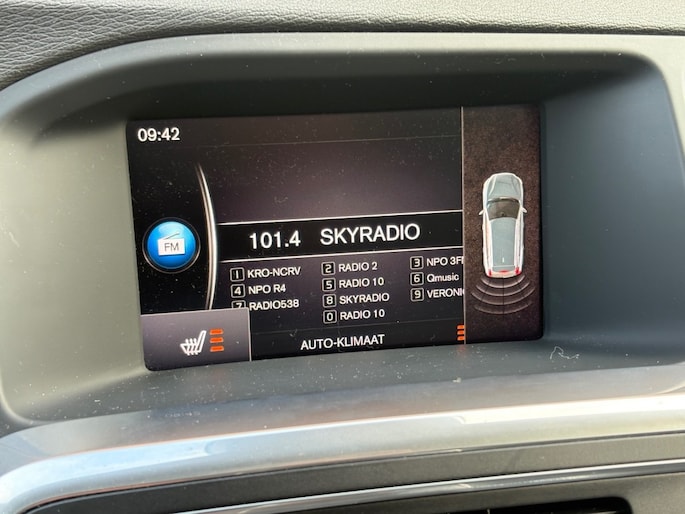 09:42
FM
101.4 SKYRADIO
1 KRO-NCRV 2 RADIO 2 3 NPO 3F
4 NPO R4 5 RADIO 10 6 Qmusic
7 RADIO538 8 SKYRADIO 9 VERONI
0 RADIO 10
AUTO-KLIMAAT